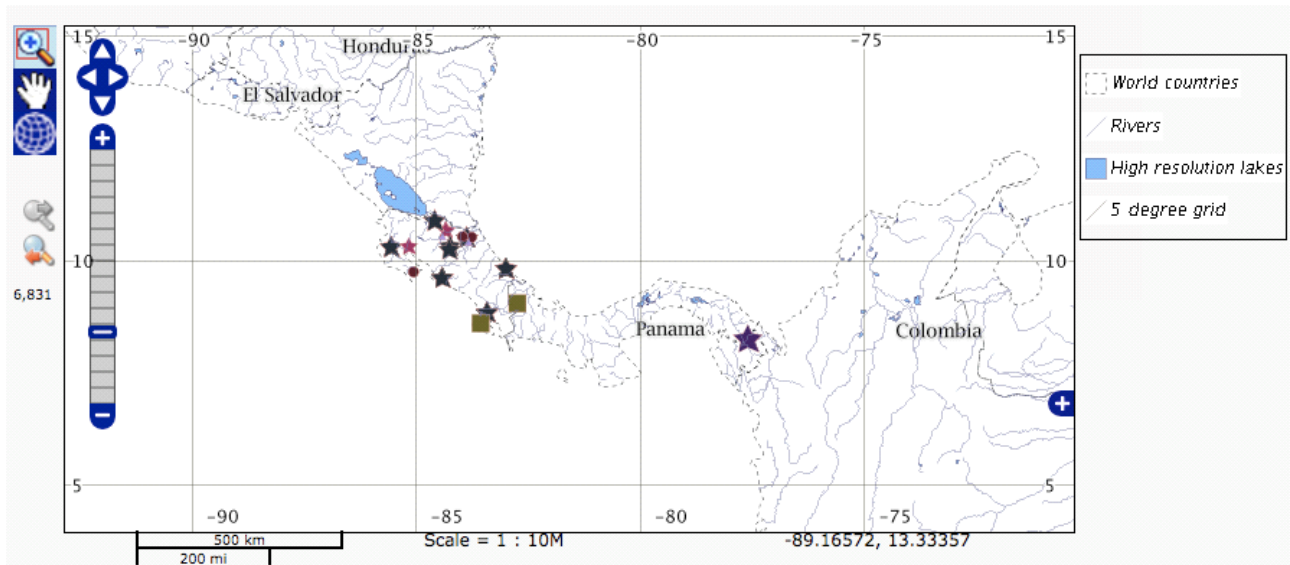 15
-90
-85
-80
-75
15
Honduras
El Salvador
10
10
Panama
Colombia
5
5
-90
-85
-80
-75
6,831
500 km
200 mi
Scale = 1 : 10M
-89.16572, 13.33357
World countries
Rivers
High resolution lakes
5 degree grid